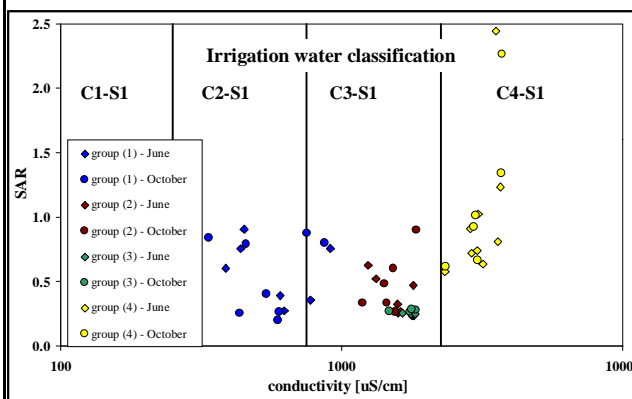 Irrigation water classification
C1-S1 C2-S1 C3-S1 C4-S1
SAR
2.5
2.0
1.5
1.0
0.5
0.0
group (1) - June
group (1) - October
group (2) - June
group (2) - October
group (3) - June
group (3) - October
group (4) - June
group (4) - October
100 1000 1000
conductivity [uS/cm]